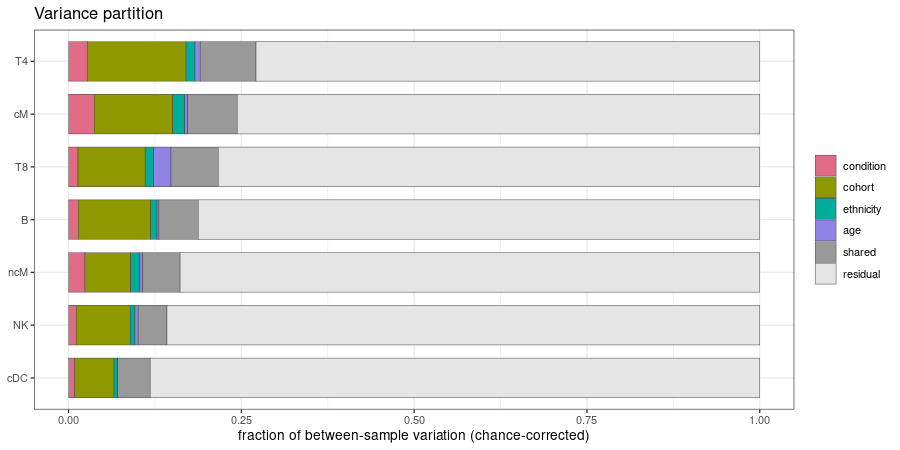 Variance partition
T4
cM
T8
B
ncM
NK
cDC
0.00 0.25 0.50 0.75 1.00
fraction of between-sample variation (chance-corrected)
condition
cohort
ethnicity
age
shared
residual